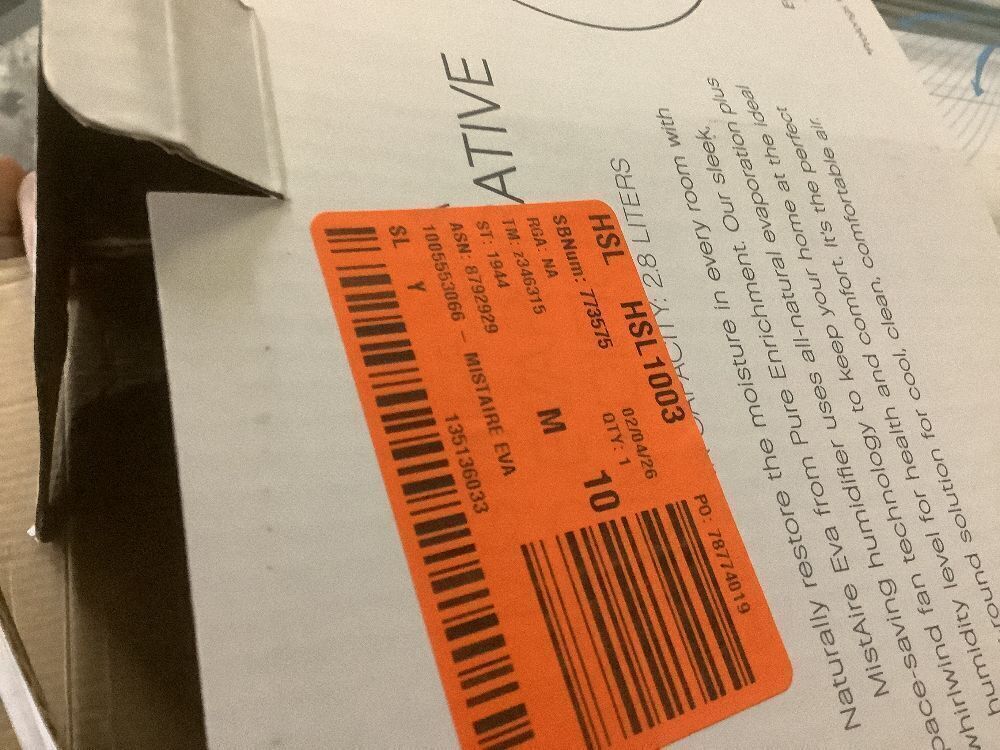 ATIVE
ACITY: 2.8 LITERS
HSL HSL1003
SBNum: 773575 02/04/26 PO: 78774019
RGA: NA QTY: 1
TM: z346315 M 10
ST: 1944
ASN: 8792929
1005553066 - MISTAIRE EVA
SL Y 135136033
Naturally restore the moisture in every room with
MistAire Eva from Pure Enrichment. Our sleek,
pace-saving humidifier uses all-natural evaporation plus
whirlwind fan technology to keep your home at the ideal
humidity level for health and comfort. It's the perfect
round solution for cool, clean, comfortable air.